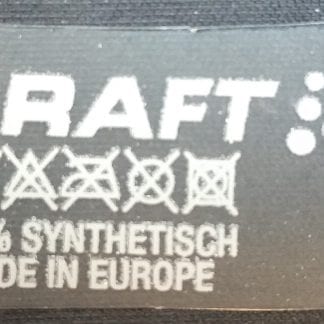 RAFT
% SYNTHETISCH
DE IN EUROPE